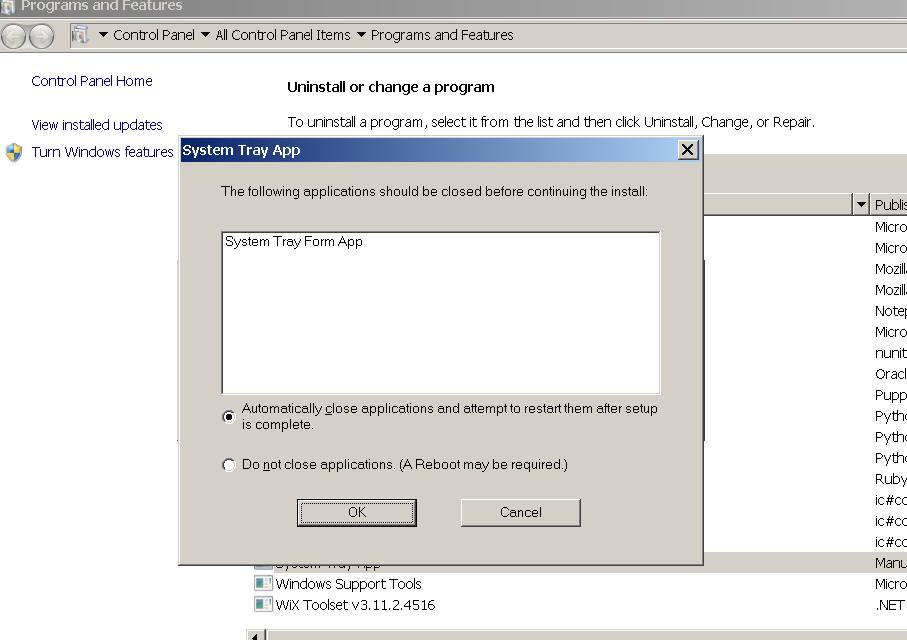 Programs and Features
Control Panel All Control Panel Items Programs and Features
Control Panel Home
Uninstall or change a program
View installed updates
To uninstall a program, select it from the list and then click Uninstall, Change, or Repair.
Turn Windows features
System Tray App
The following applications should be closed before continuing the install:
System Tray Form App
Automatically close applications and attempt to restart them after setup
is complete.
Do not close applications. (A Reboot may be required.)
OK Cancel
Publis
Micro
Micro
Mozill
Mozill
Notep
Micro
nunit
Oracl
Pupp
Pytho
Pytho
Pytho
Ruby
ic#co
ic#co
ic#co
System Tray App Manu
Windows Support Tools Micro
WiX Toolset v3.11.2.4516 .NET